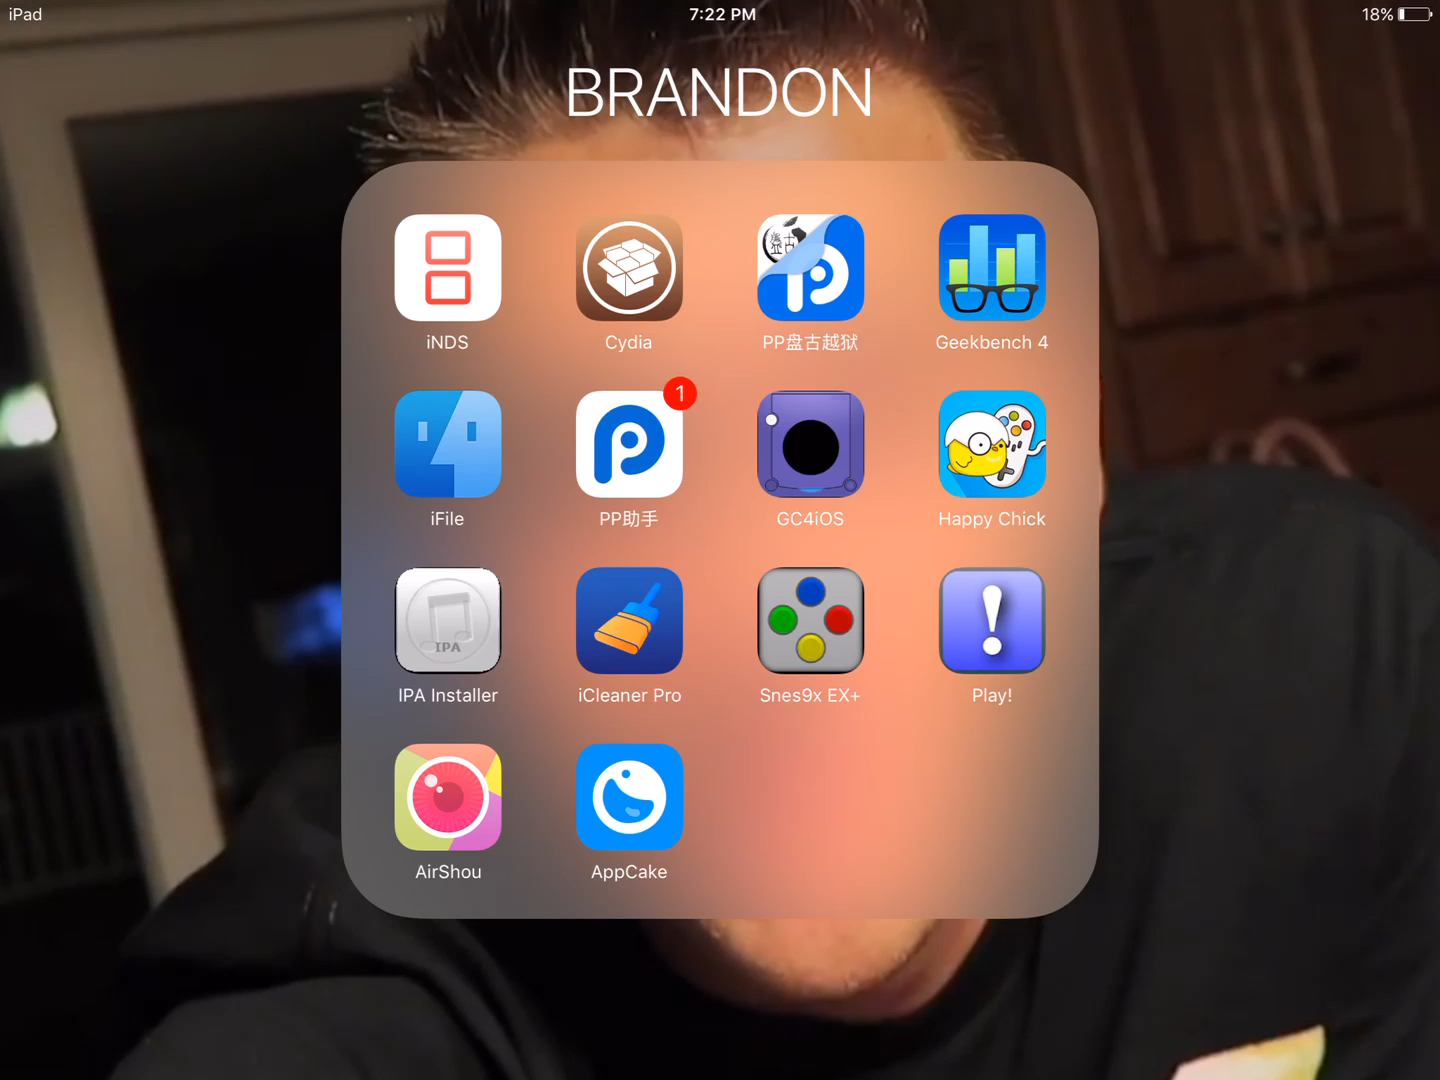 iPad 7:22 PM 18%
BRANDON
iNDS Cydia PP盘古越狱 Geekbench 4
1
iFile PP助手 GC4iOS Happy Chick
IPA
IPA Installer iCleaner Pro Snes9x EX+ Play!
AirShou AppCake